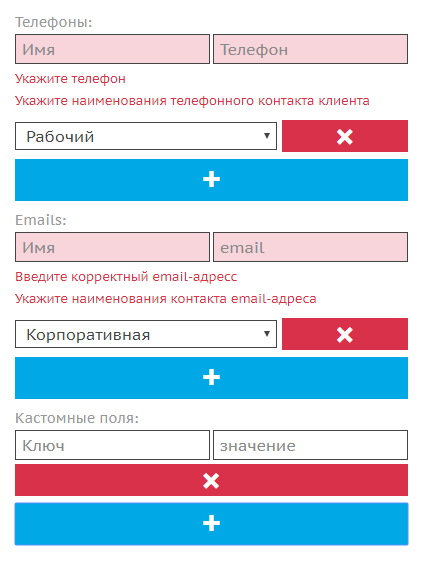 Телефоны:
Имя Телефон
Укажите телефон
Укажите наименования телефонного контакта клиента
Рабочий
Emails:
Имя email
Введите корректный email-адресс
Укажите наименования контакта email-адреса
Корпоративная
Кастомные поля:
Ключ значение